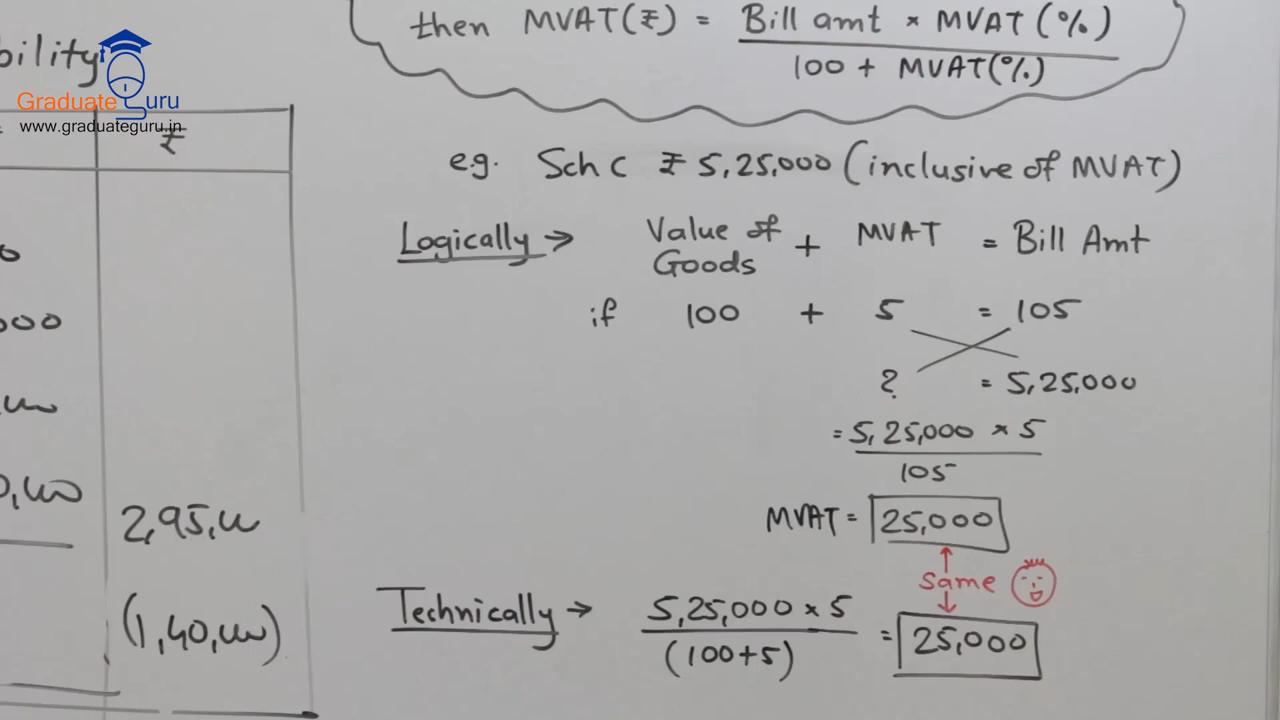 bility
Graduate Guru
www.graduateguru.in
₹
2,95,000
(1,40,000)
then MVAT(₹) = Bill amt × MVAT (%)
100 + MVAT(%)
e.g. Sch C ₹ 5,25,000 (inclusive of MVAT)
Logically → Value of Goods + MVAT = Bill Amt
if 100 + 5 = 105
? = 5,25,000
= 5,25,000 × 5
105
MVAT = 25,000
same
Technically → 5,25,000 × 5
(100+5)
= 25,000